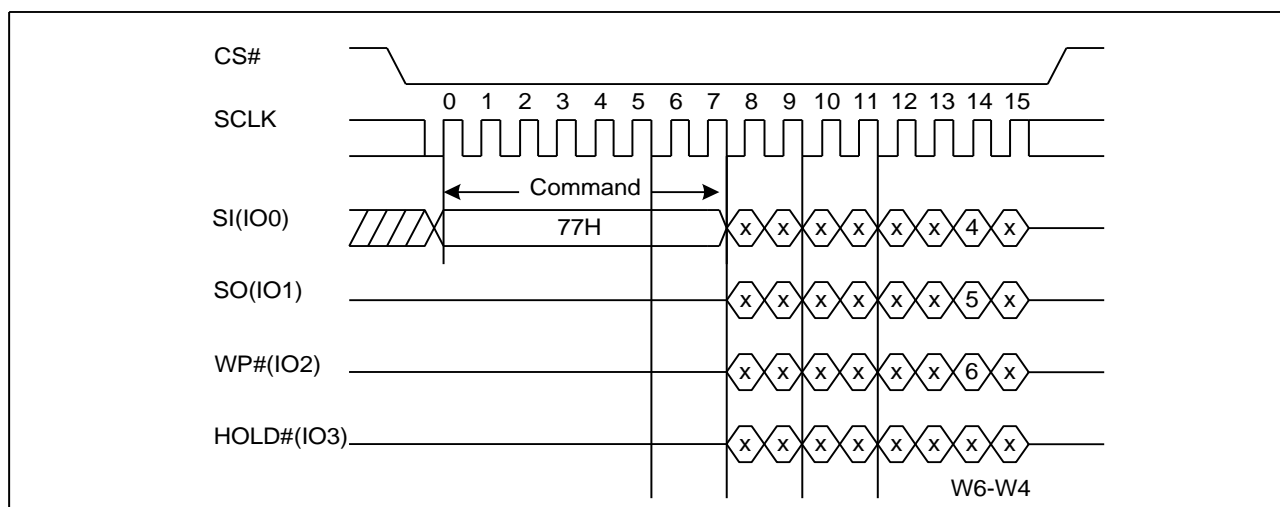 CS#
SCLK
0 1 2 3 4 5 6 7 8 9 10 11 12 13 14 15
Command
SI(IO0)
77H x x x x x x 4 x
SO(IO1)
x x x x x x 5 x
WP#(IO2)
x x x x x x 6 x
HOLD#(IO3)
x x x x x x x x
W6-W4